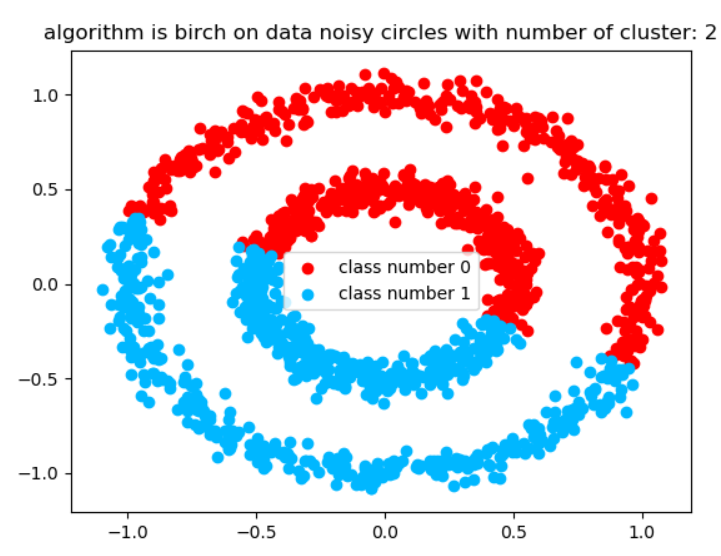 algorithm is birch on data noisy circles with number of cluster: 2
1.0
0.5
0.0
−0.5
−1.0
class number 0
class number 1
−1.0 −0.5 0.0 0.5 1.0